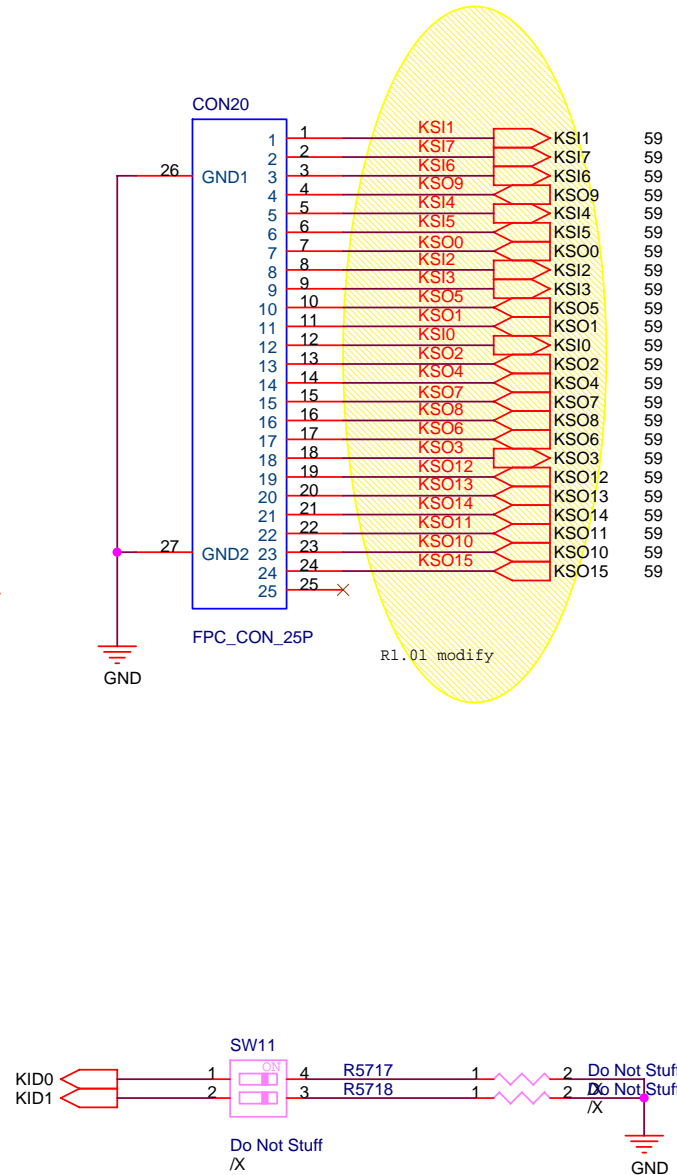 CON20
1 1 KSI1 KSI1 59
2 2 KSI7 KSI7 59
26 GND1 3 3 KSI6 KSI6 59
4 4 KSO9 KSO9 59
5 5 KSI4 KSI4 59
6 6 KSI5 KSI5 59
7 7 KSO0 KSO0 59
8 8 KSI2 KSI2 59
9 9 KSI3 KSI3 59
10 10 KSO5 KSO5 59
11 11 KSO1 KSO1 59
12 12 KSI0 KSI0 59
13 13 KSO2 KSO2 59
14 14 KSO4 KSO4 59
15 15 KSO7 KSO7 59
16 16 KSO8 KSO8 59
17 17 KSO6 KSO6 59
18 18 KSO3 KSO3 59
19 19 KSO12 KSO12 59
20 20 KSO13 KSO13 59
21 21 KSO14 KSO14 59
22 22 KSO11 KSO11 59
27 GND2 23 23 KSO10 KSO10 59
24 24 KSO15 KSO15 59
25 25
FPC_CON_25P
R1.01 modify
GND
SW11
ON
KID0 1 4 R5717 1 2 Do Not Stuff
/X
KID1 2 3 R5718 1 2 Do Not Stuff
/X
Do Not Stuff
/X
GND